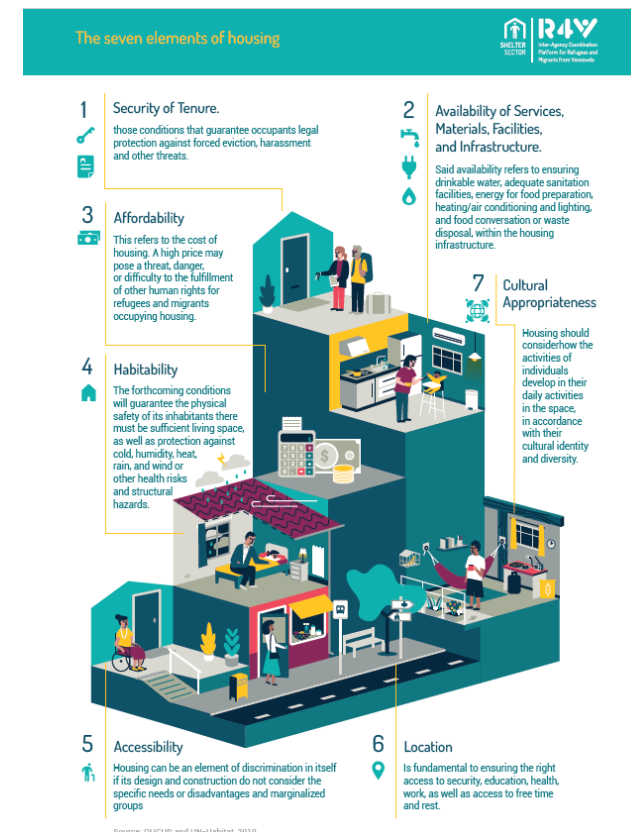 The seven elements of housing
SHELTER
SECTOR
R4V
Inter-Agency Coordination
Platform for Refugees and
Migrants from Venezuela
1
Security of Tenure.
those conditions that guarantee occupants legal
protection against forced eviction, harassment
and other threats.
2
Availability of Services,
Materials, Facilities,
and Infrastructure.
Said availability refers to ensuring
drinkable water, adequate sanitation
facilities, energy for food preparation,
heating/air conditioning and lighting,
and food conversation or waste
disposal, within the housing
infrastructure.
3
Affordability
This refers to the cost of
housing. A high price may
pose a threat, danger,
or difficulty to the fulfillment
of other human rights for
refugees and migrants
occupying housing.
7
Cultural
Appropriateness
Housing should
considerhow the
activities of
individuals
develop in their
daily activities
in the space,
in accordance
with their
cultural identity
and diversity.
4
Habitability
The forthcoming conditions
will guarantee the physical
safety of its inhabitants there
must be sufficient living space,
as well as protection against
cold, humidity, heat,
rain, and wind or
other health risks
and structural
hazards.
5
Accessibility
Housing can be an element of discrimination in itself
if its design and construction do not consider the
specific needs or disadvantages and marginalized
groups
6
Location
Is fundamental to ensuring the right
access to security, education, health,
work, as well as access to free time
and rest.